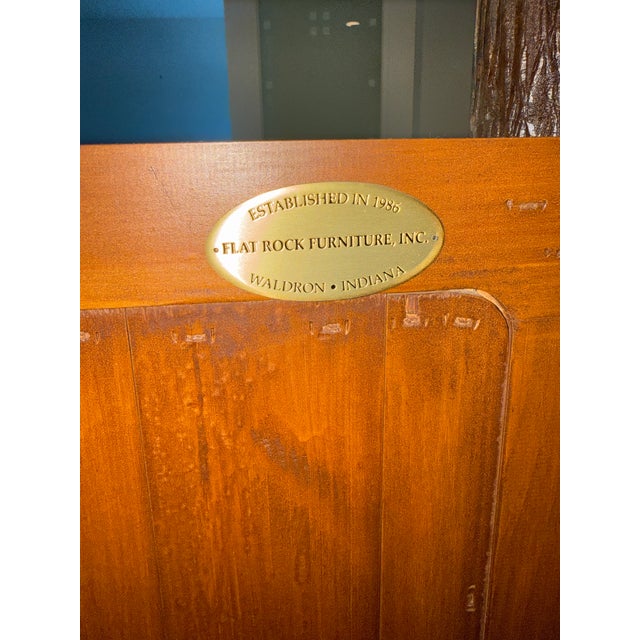 ESTABLISHED IN 1986
• FLAT ROCK FURNITURE, INC. •
WALDRON • INDIANA